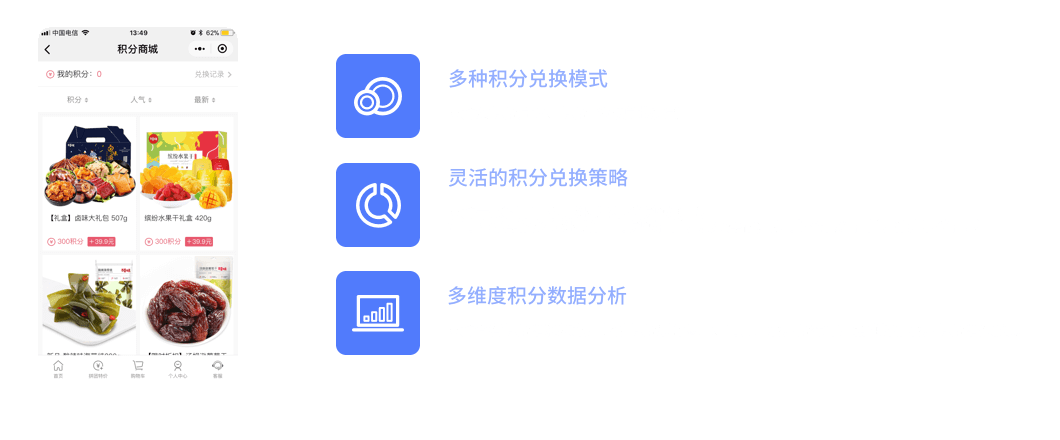 中国电信
13:49
62%
积分商城
我的积分：0
兑换记录
积分
人气
最新
缤纷水果干
【礼盒】卤味大礼包 507g
缤纷水果干礼盒 420g
300积分
+39.9元
300积分
+39.9元
首页
购物车
个人中心
客服
多种积分兑换模式
灵活的积分兑换策略
多维度积分数据分析